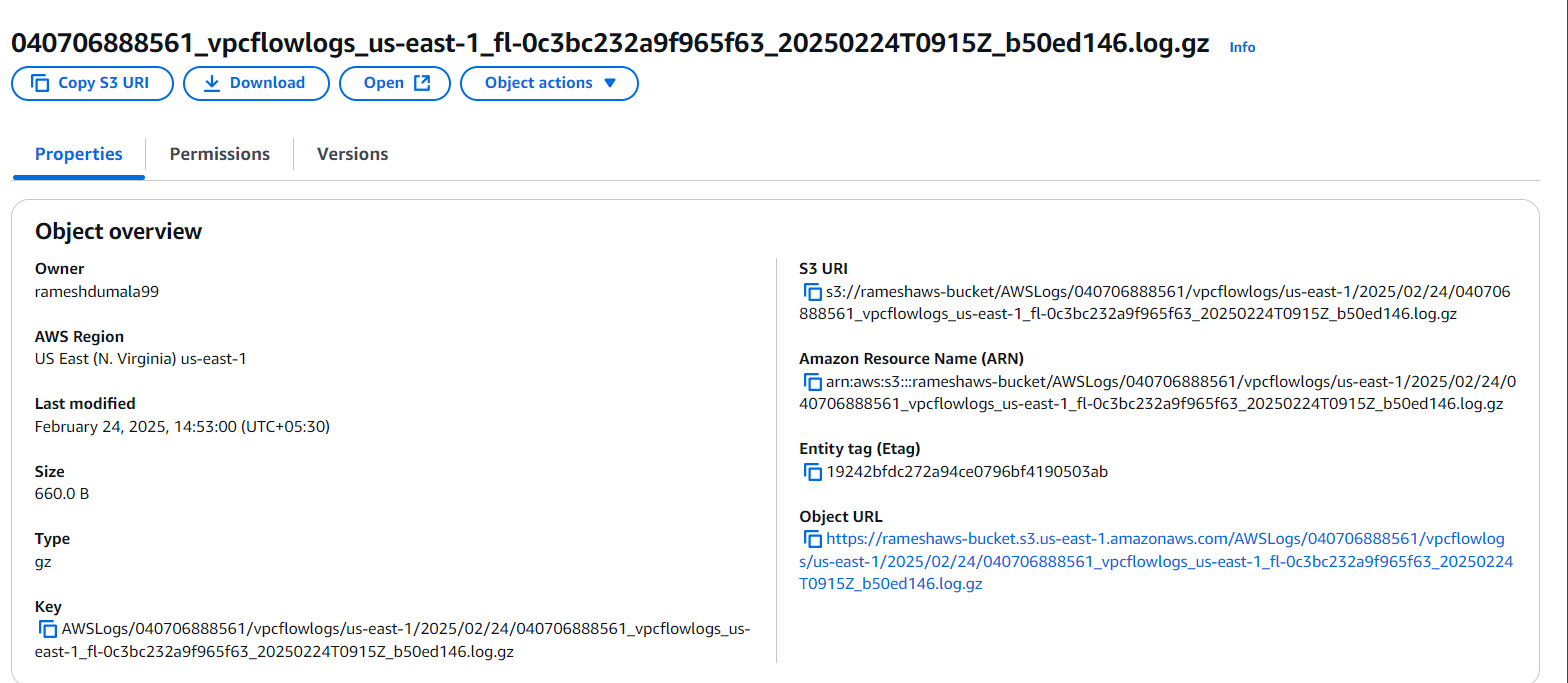 040706888561_vpcflowlogs_us-east-1_fl-0c3bc232a9f965f63_20250224T0915Z_b50ed146.log.gz Info
Copy S3 URI Download Open Object actions
Properties Permissions Versions
Object overview
Owner
rameshdumala99
AWS Region
US East (N. Virginia) us-east-1
Last modified
February 24, 2025, 14:53:00 (UTC+05:30)
Size
660.0 B
Type
gz
Key
AWSLogs/040706888561/vpcflowlogs/us-east-1/2025/02/24/040706888561_vpcflowlogs_us-
east-1_fl-0c3bc232a9f965f63_20250224T0915Z_b50ed146.log.gz
S3 URI
s3://rameshaws-bucket/AWSLogs/040706888561/vpcflowlogs/us-east-1/2025/02/24/040706
888561_vpcflowlogs_us-east-1_fl-0c3bc232a9f965f63_20250224T0915Z_b50ed146.log.gz
Amazon Resource Name (ARN)
arn:aws:s3:::rameshaws-bucket/AWSLogs/040706888561/vpcflowlogs/us-east-1/2025/02/24/0
40706888561_vpcflowlogs_us-east-1_fl-0c3bc232a9f965f63_20250224T0915Z_b50ed146.log.gz
Entity tag (Etag)
19242bfdc272a94ce0796bf4190503ab
Object URL
https://rameshaws-bucket.s3.us-east-1.amazonaws.com/AWSLogs/040706888561/vpcflowlog
s/us-east-1/2025/02/24/040706888561_vpcflowlogs_us-east-1_fl-0c3bc232a9f965f63_20250224
T0915Z_b50ed146.log.gz